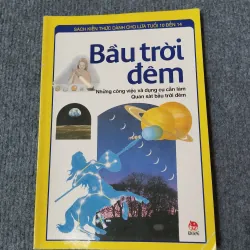 SÁCH KIẾN THỨC DÀNH CHO LỨA TUỔI 10 ĐẾN 14
Bầu trời
đêm
Những công việc và dụng cụ cần làm
Quan sát bầu trời đêm